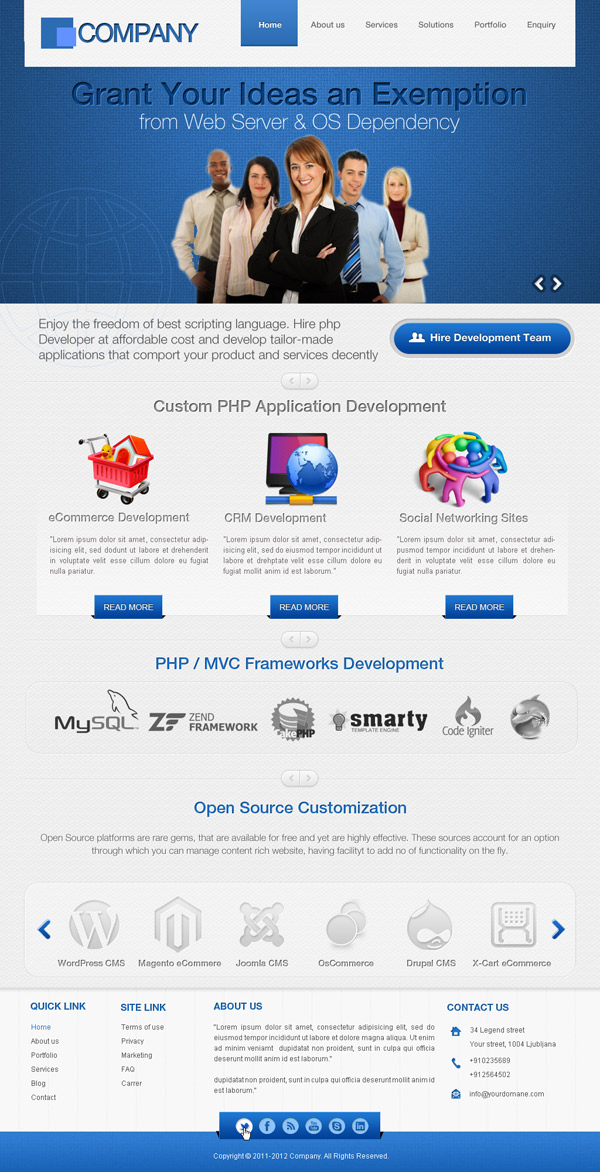 COMPANY
Home About us Services Solutions Portfolio Enquiry
Grant Your Ideas an Exemption
from Web Server & OS Dependency
Enjoy the freedom of best scripting language. Hire php
Developer at affordable cost and develop tailor-made
applications that comport your product and services decently
Hire Development Team
Custom PHP Application Development
eCommerce Development
"Lorem ipsum dolor sit amet, consectetur adip-
isicing elit, sed dodunt ut labore et drehenderit
in voluptate velit esse cillum dolore eu fugiat
nulla pariatur.
READ MORE
CRM Development
"Lorem ipsum dolor sit amet, consectetur adip-
isicing elit, sed do eiusmod tempor incididunt ut
labore et drehptate velit esse cillum dolore eu
fugiat mollit anim id est laborum."
READ MORE
Social Networking Sites
"Lorem ipsum dolor sit amet, consectetur adi-
pusmod tempor incididunt ut labore et drehen-
derit in voluptate velit esse cillum dolore eu
fugiat nulla pariatur.
READ MORE
PHP / MVC Frameworks Development
MySQL
ZEND
FRAMEWORK
CakePHP
smarty
TEMPLATE ENGINE
Code Igniter
Open Source Customization
Open Source platforms are rare gems, that are available for free and yet are highly effective. These sources account for an option
through which you can manage content rich website, having facilityt to add no of functionality on the fly.
WordPress CMS Magento eCommere Joomla CMS OsCommerce Drupal CMS X-Cart eCommerce
QUICK LINK
Home
About us
Portfolio
Services
Blog
Contact
SITE LINK
Terms of use
Privacy
Marketing
FAQ
Carrer
ABOUT US
"Lorem ipsum dolor sit amet, consectetur adipisicing elit, sed do
eiusmod tempor incididunt ut labore et dolore magna aliqua. Ut enim
ad minim veniamt dupidatat non proident, sunt in culpa qui officia
deserunt mollit anim id est laborum."
dupidatat non proident, sunt in culpa qui officia deserunt mollit anim id
est laborum."
CONTACT US
34 Legend street
Your street, 1004 Ljubljana
+910235689
+912564502
info@yourdomane.com
Copyright © 2011-2012 Company. All Rights Reserved.